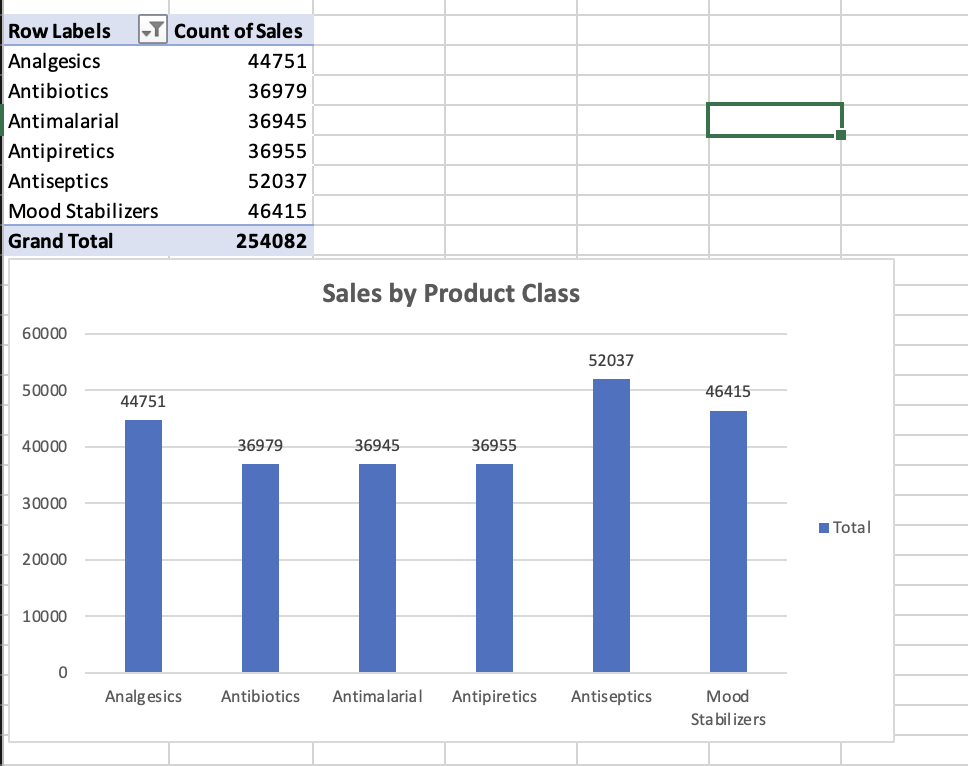 Row Labels Count of Sales
Analgesics 44751
Antibiotics 36979
Antimalarial 36945
Antipiretics 36955
Antiseptics 52037
Mood Stabilizers 46415
Grand Total 254082
Sales by Product Class
60000
50000
40000
30000
20000
10000
0
44751
36979
36945
36955
52037
46415
Analgesics
Antibiotics
Antimalarial
Antipiretics
Antiseptics
Mood
Stabilizers
Total